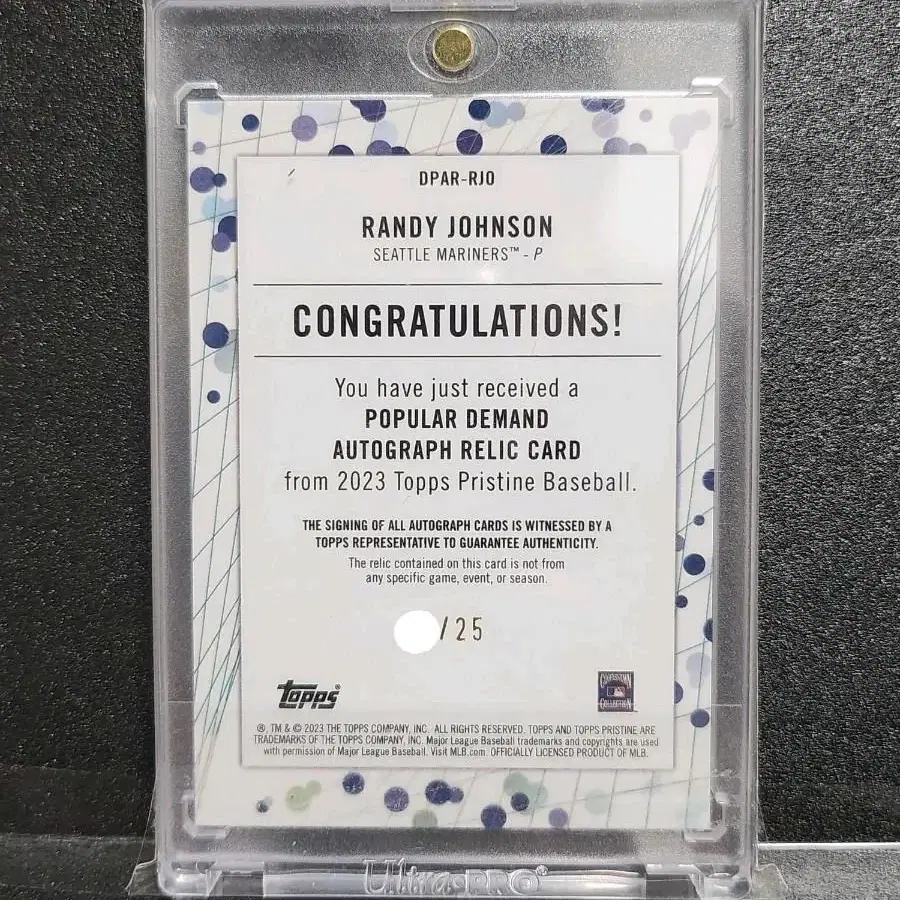 DPAR-RJO
RANDY JOHNSON
SEATTLE MARINERS™ - P
CONGRATULATIONS!
You have just received a
POPULAR DEMAND
AUTOGRAPH RELIC CARD
from 2023 Topps Pristine Baseball.
THE SIGNING OF ALL AUTOGRAPH CARDS IS WITNESSED BY A
TOPPS REPRESENTATIVE TO GUARANTEE AUTHENTICITY.
The relic contained on this card is not from
any specific game, event, or season.
/25
topps®
COOPERSTOWN
COLLECTION
®, TM & © 2023 THE TOPPS COMPANY, INC. ALL RIGHTS RESERVED. TOPPS AND TOPPS PRISTINE ARE
TRADEMARKS OF THE TOPPS COMPANY, INC. Major League Baseball trademarks and copyrights are used
with permission of Major League Baseball. Visit MLB.com. OFFICIALLY LICENSED PRODUCT OF MLB.
Ultra•PRO®